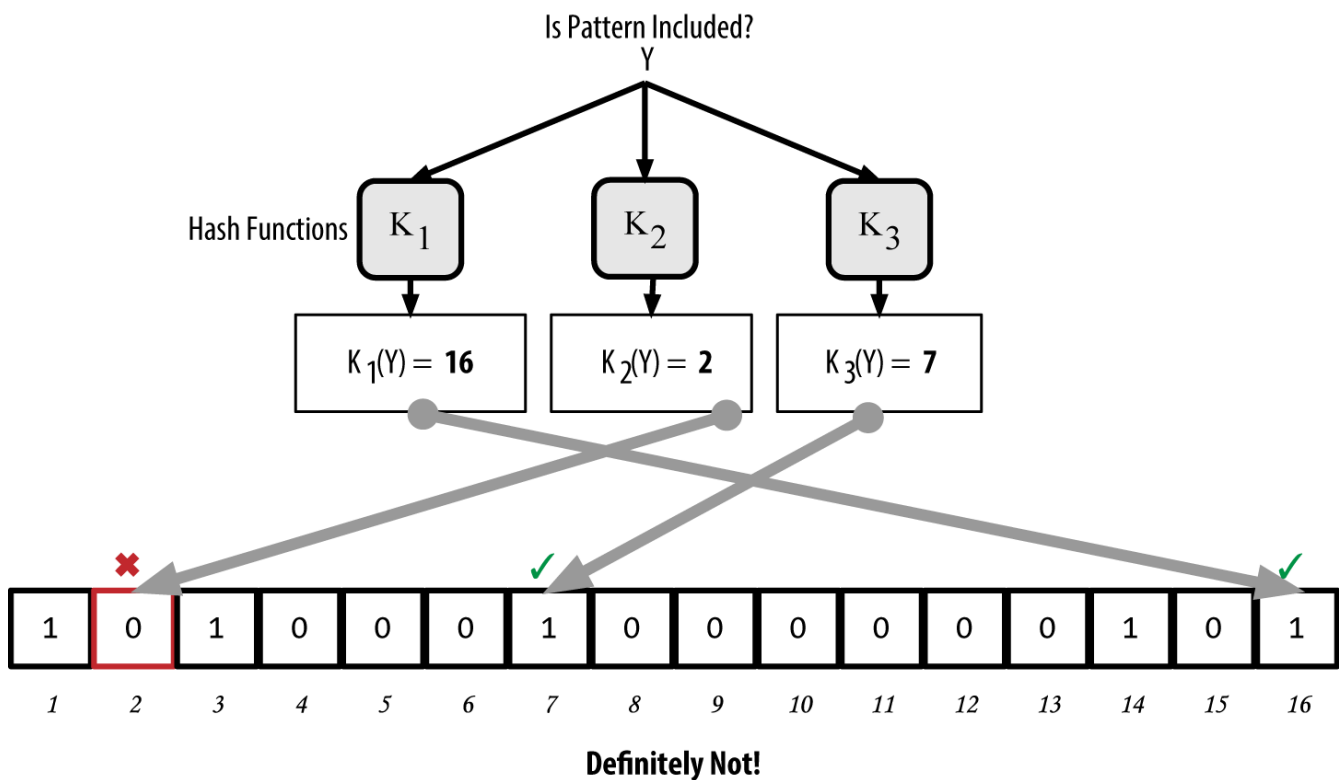 Is Pattern Included?
Y
Hash Functions K1 K2 K3
K1(Y) = 16 K2(Y) = 2 K3(Y) = 7
✖ ✓ ✓
1 0 1 0 0 0 1 0 0 0 0 0 0 1 0 1
1 2 3 4 5 6 7 8 9 10 11 12 13 14 15 16
Definitely Not!